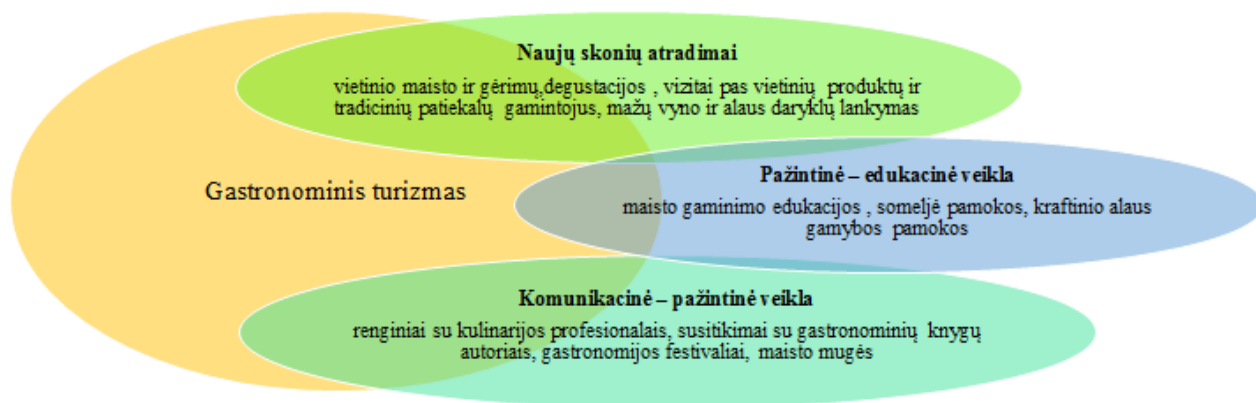 Naujų skonių atradimai
vietinio maisto ir gėrimų,degustacijos , vizitai pas vietinių produktų ir
tradicinių patiekalų gamintojus, mažų vyno ir alaus daryklų lankymas
Gastronominis turizmas
Pažintinė – edukacinė veikla
maisto gaminimo edukacijos , someljė pamokos, kraftinio alaus
gamybos pamokos
Komunikacinė – pažintinė veikla
renginiai su kulinarijos profesionalais, susitikimai su gastronominių knygų
autoriais, gastronomijos festivaliai, maisto mugės